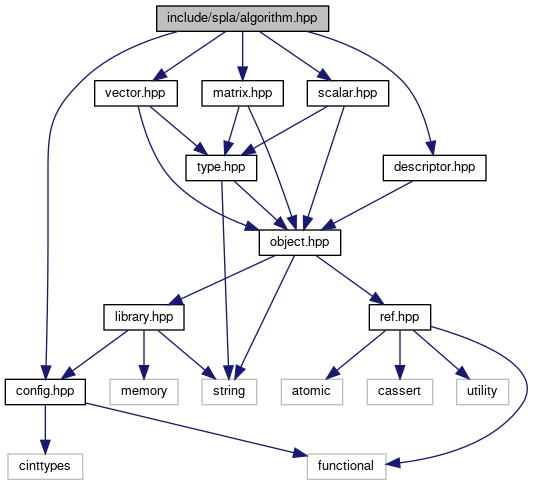 include/spla/algorithm.hpp
vector.hpp
matrix.hpp
scalar.hpp
type.hpp
descriptor.hpp
object.hpp
library.hpp
ref.hpp
config.hpp
memory
string
atomic
cassert
utility
cinttypes
functional